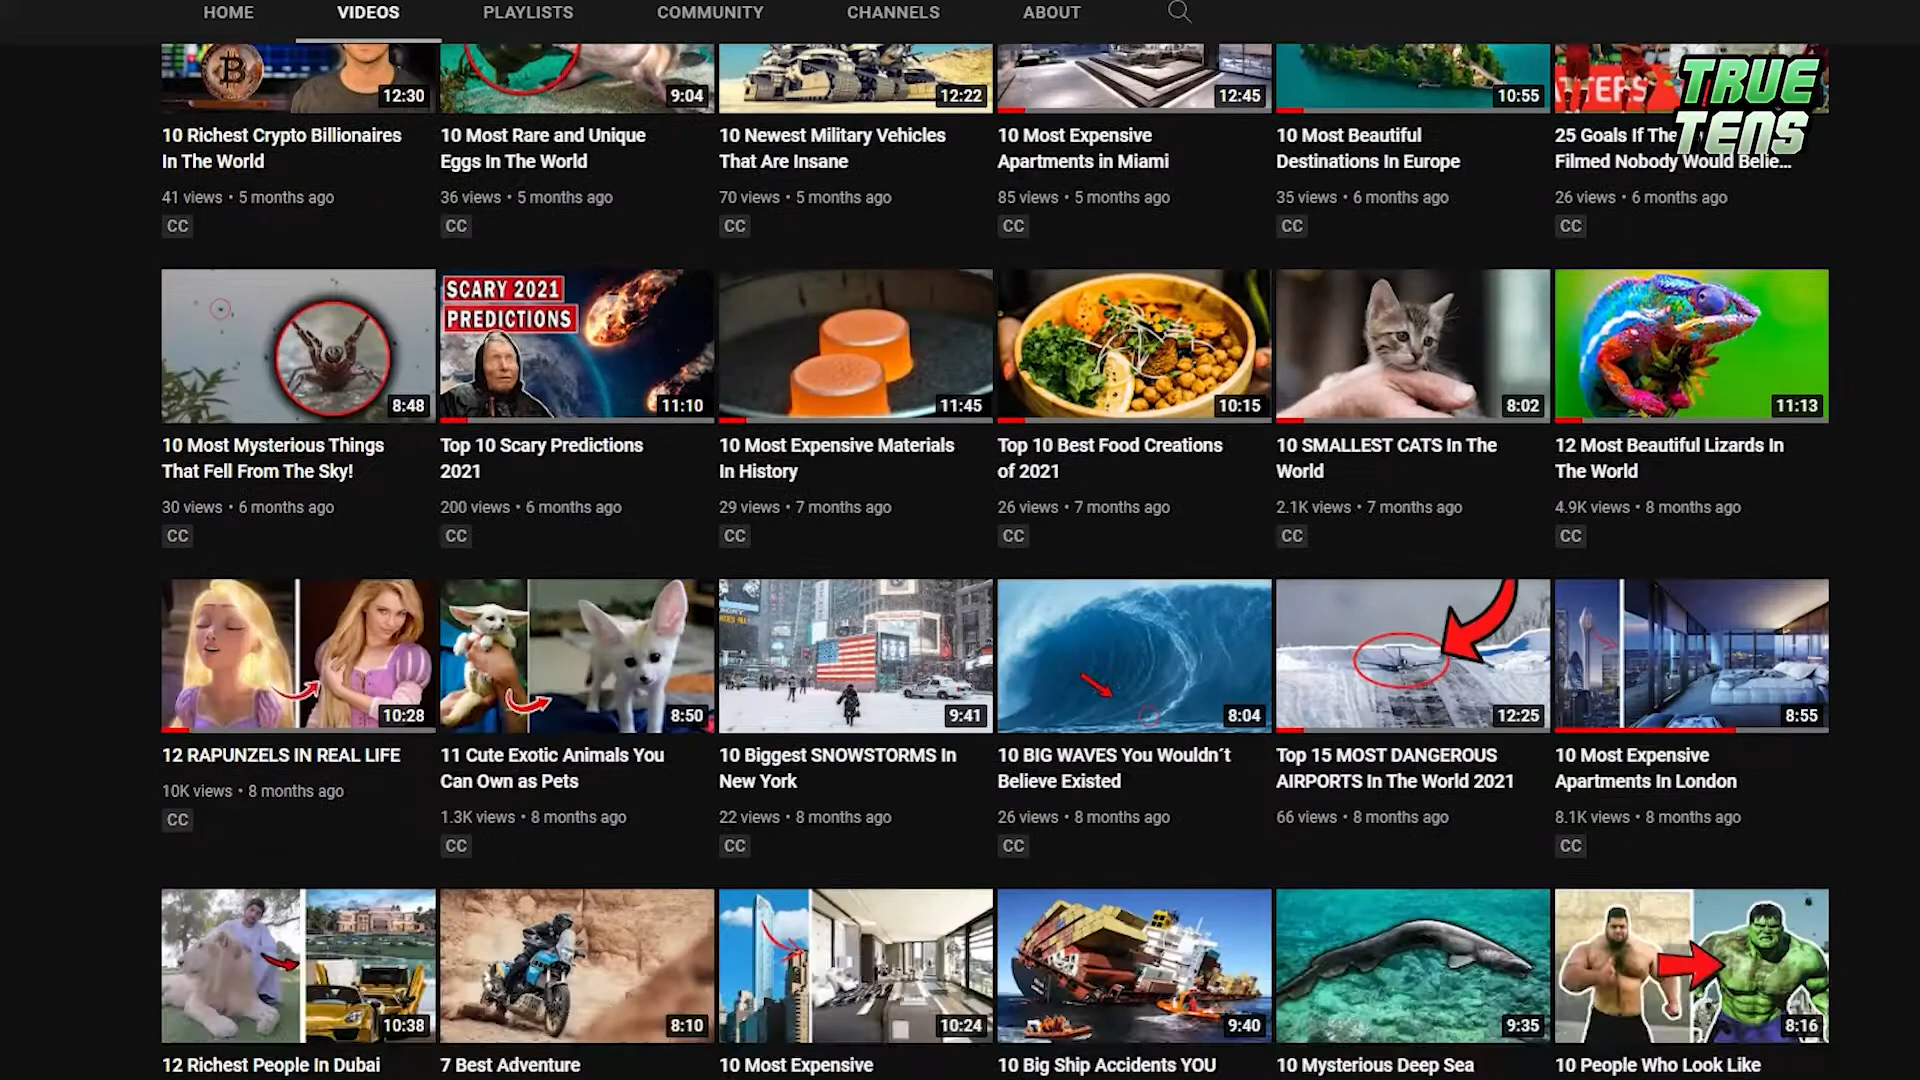 HOME VIDEOS PLAYLISTS COMMUNITY CHANNELS ABOUT
TRUE
TENS
12:30 9:04 12:22 12:45 10:55
10 Richest Crypto Billionaires
In The World
41 views • 5 months ago
CC
10 Most Rare and Unique
Eggs In The World
36 views • 5 months ago
CC
10 Newest Military Vehicles
That Are Insane
70 views • 5 months ago
CC
10 Most Expensive
Apartments in Miami
85 views • 5 months ago
CC
10 Most Beautiful
Destinations In Europe
35 views • 6 months ago
CC
25 Goals If
Filmed Nobody Would Belie...
26 views • 6 months ago
CC
8:48
10 Most Mysterious Things
That Fell From The Sky!
30 views • 6 months ago
CC
SCARY 2021
PREDICTIONS
11:10
Top 10 Scary Predictions
2021
200 views • 6 months ago
CC
11:45
10 Most Expensive Materials
In History
29 views • 7 months ago
CC
10:15
Top 10 Best Food Creations
of 2021
26 views • 7 months ago
CC
8:02
10 SMALLEST CATS In The
World
2.1K views • 7 months ago
CC
11:13
12 Most Beautiful Lizards In
The World
4.9K views • 8 months ago
CC
10:28
12 RAPUNZELS IN REAL LIFE
10K views • 8 months ago
CC
8:50
11 Cute Exotic Animals You
Can Own as Pets
1.3K views • 8 months ago
CC
9:41
10 Biggest SNOWSTORMS In
New York
22 views • 8 months ago
CC
8:04
10 BIG WAVES You Wouldn´t
Believe Existed
26 views • 8 months ago
CC
12:25
Top 15 MOST DANGEROUS
AIRPORTS In The World 2021
66 views • 8 months ago
8:55
10 Most Expensive
Apartments In London
8.1K views • 8 months ago
CC
10:38
12 Richest People In Dubai
8:10
7 Best Adventure
10:24
10 Most Expensive
9:40
10 Big Ship Accidents YOU
9:35
10 Mysterious Deep Sea
8:16
10 People Who Look Like